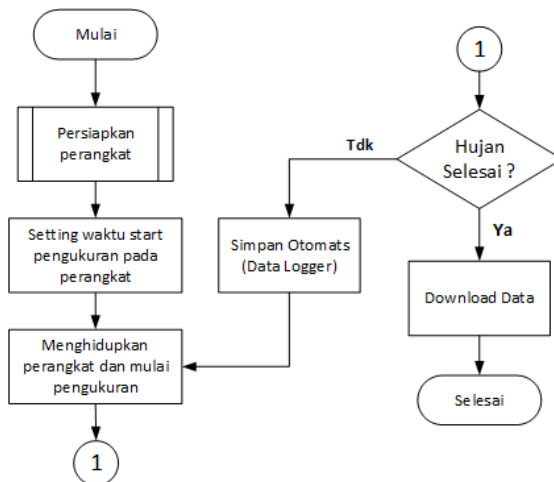 Mulai
Persiapkan
perangkat
Setting waktu start
pengukuran pada
perangkat
Menghidupkan
perangkat dan mulai
pengukuran
1
1
Hujan
Selesai ?
Tdk
Simpan Otomats
(Data Logger)
Ya
Download Data
Selesai